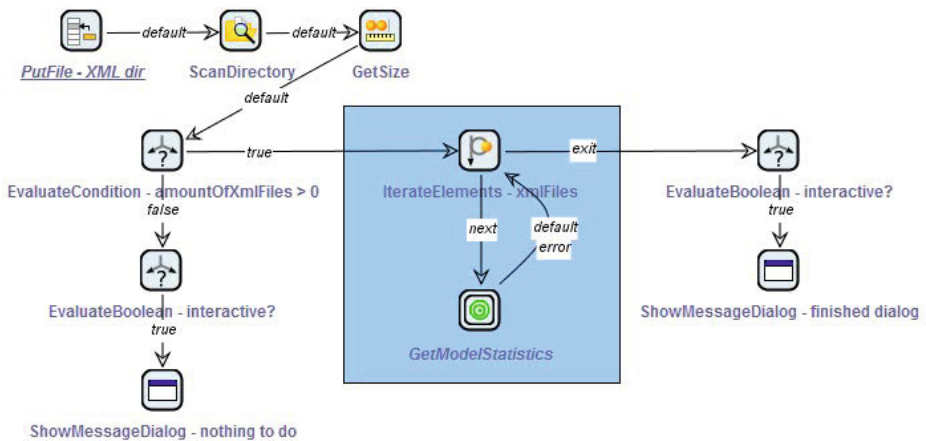 default
default
PutFile - XML dir
ScanDirectory
GetSize
default
true
exit
EvaluateCondition - amountOfXmlFiles > 0
IterateElements - xmlFiles
EvaluateBoolean - interactive?
false
next
default
error
true
EvaluateBoolean - interactive?
ShowMessageDialog - finished dialog
true
GetModelStatistics
ShowMessageDialog - nothing to do